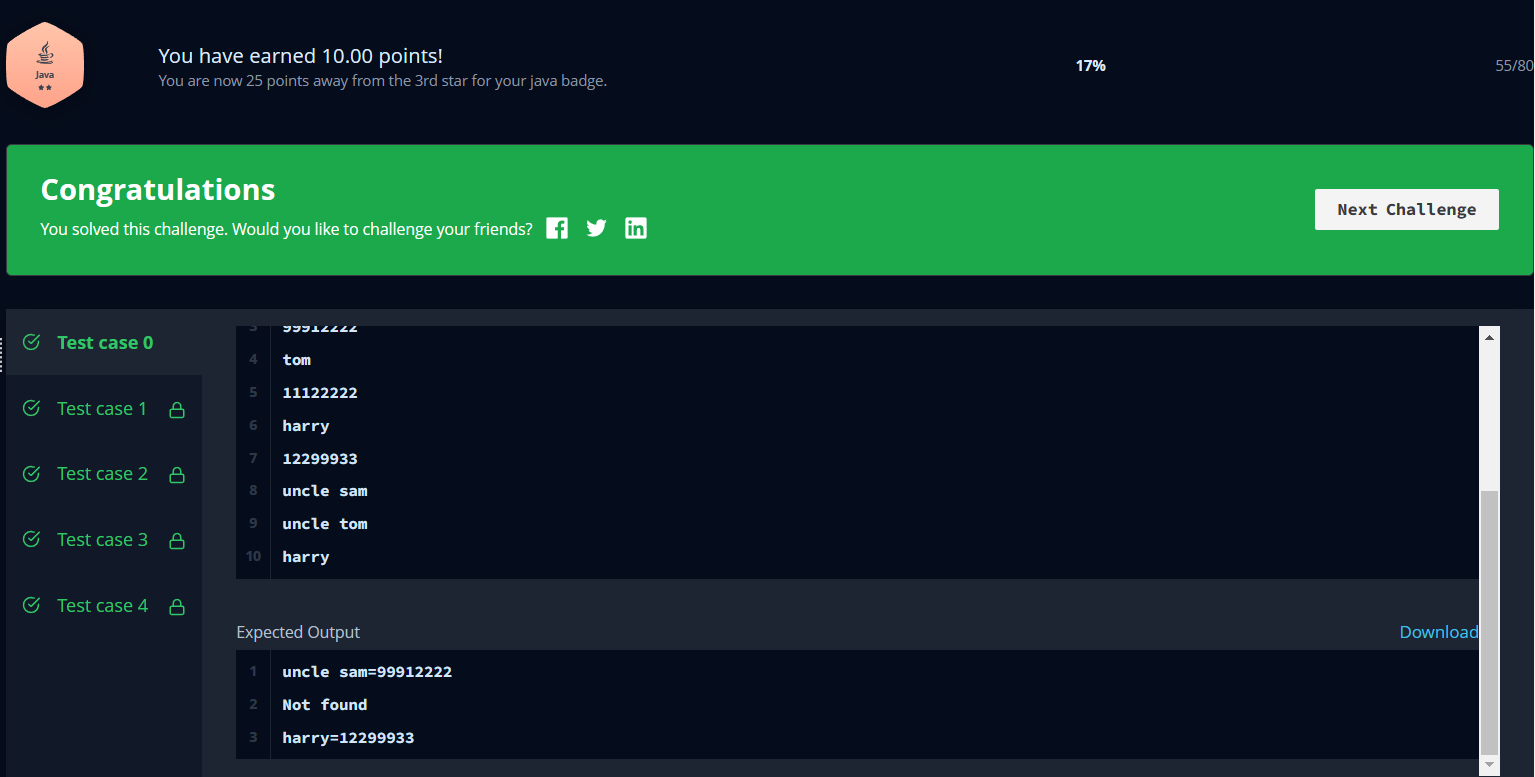 You have earned 10.00 points!
You are now 25 points away from the 3rd star for your java badge.
17%
55/80
Java
Congratulations
You solved this challenge. Would you like to challenge your friends?
Next Challenge
Test case 0
Test case 1
Test case 2
Test case 3
Test case 4
3 99912222
4 tom
5 11122222
6 harry
7 12299933
8 uncle sam
9 uncle tom
10 harry
Expected Output
Download
1 uncle sam=99912222
2 Not found
3 harry=12299933